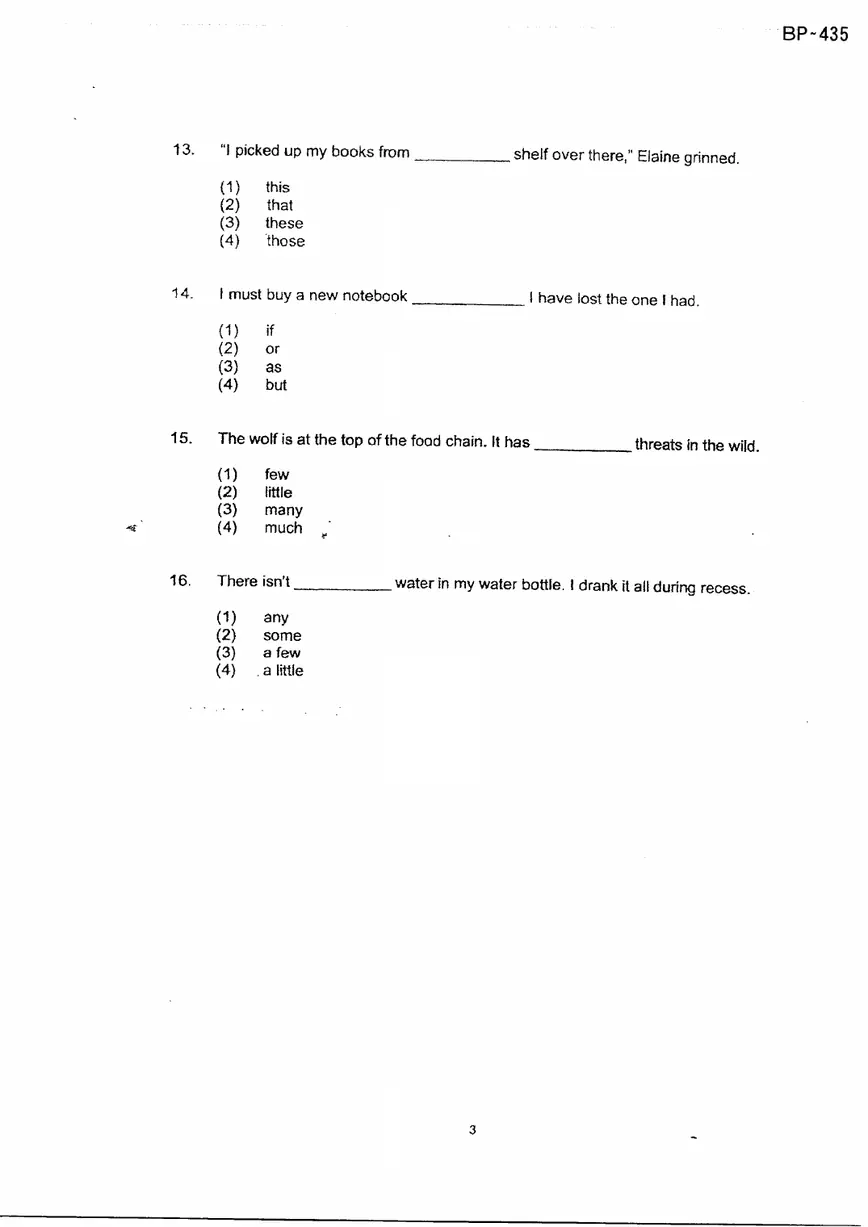 BP-435
13. "I picked up my books from __________ shelf over there," Elaine grinned.
(1) this
(2) that
(3) these
(4) those
14. I must buy a new notebook ____________ I have lost the one I had.
(1) if
(2) or
(3) as
(4) but
15. The wolf is at the top of the food chain. It has __________ threats in the wild.
(1) few
(2) little
(3) many
(4) much
16. There isn't __________ water in my water bottle. I drank it all during recess.
(1) any
(2) some
(3) a few
(4) a little
3